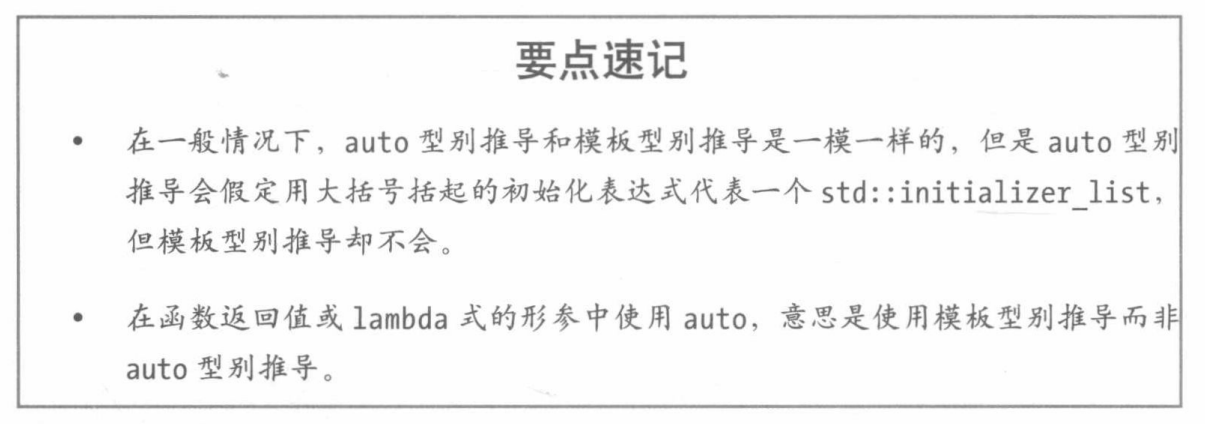 要点速记
• 在一般情况下，auto 型别推导和模板型别推导是一模一样的，但是 auto 型别
推导会假定用大括号括起的初始化表达式代表一个 std::initializer_list，
但模板型别推导却不会。
• 在函数返回值或 lambda 式的形参中使用 auto，意思是使用模板型别推导而非
auto 型别推导。